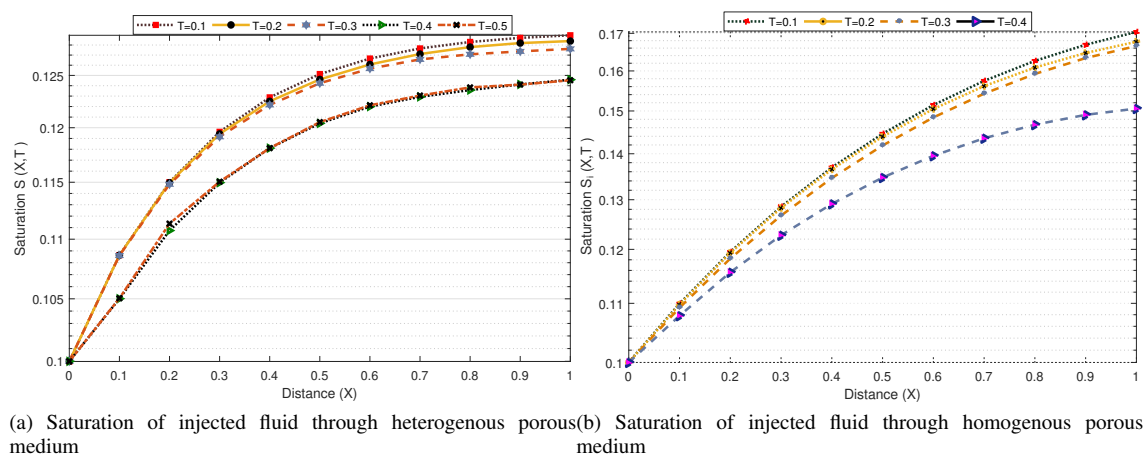 T=0.1 T=0.2 T=0.3 T=0.4 T=0.5
Saturation S (X,T)
0.125
0.12
0.115
0.11
0.105
0.1
0 0.1 0.2 0.3 0.4 0.5 0.6 0.7 0.8 0.9 1
Distance (X)
(a) Saturation of injected fluid through heterogenous porous
medium
T=0.1 T=0.2 T=0.3 T=0.4
Saturation Sᵢ (X,T)
0.17
0.16
0.15
0.14
0.13
0.12
0.11
0.1
0 0.1 0.2 0.3 0.4 0.5 0.6 0.7 0.8 0.9 1
Distance (X)
(b) Saturation of injected fluid through homogenous porous
medium